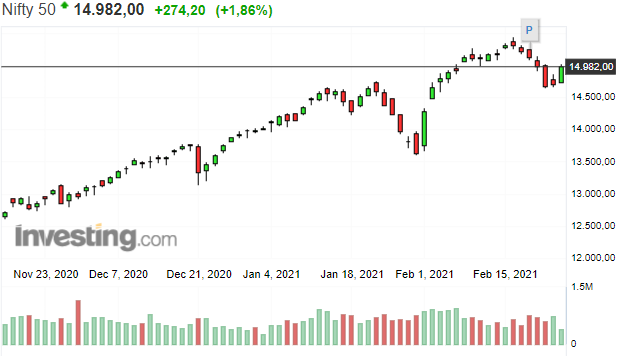 Nifty 50 14.982,00 +274,20 (+1,86%)
P
14.982,00
14.500,00
14.000,00
13.500,00
13.000,00
12.500,00
Investing.com
12.000,00
Nov 23, 2020 Dec 7, 2020 Dec 21, 2020 Jan 4, 2021 Jan 18, 2021 Feb 1, 2021 Feb 15, 2021
1.5M
0